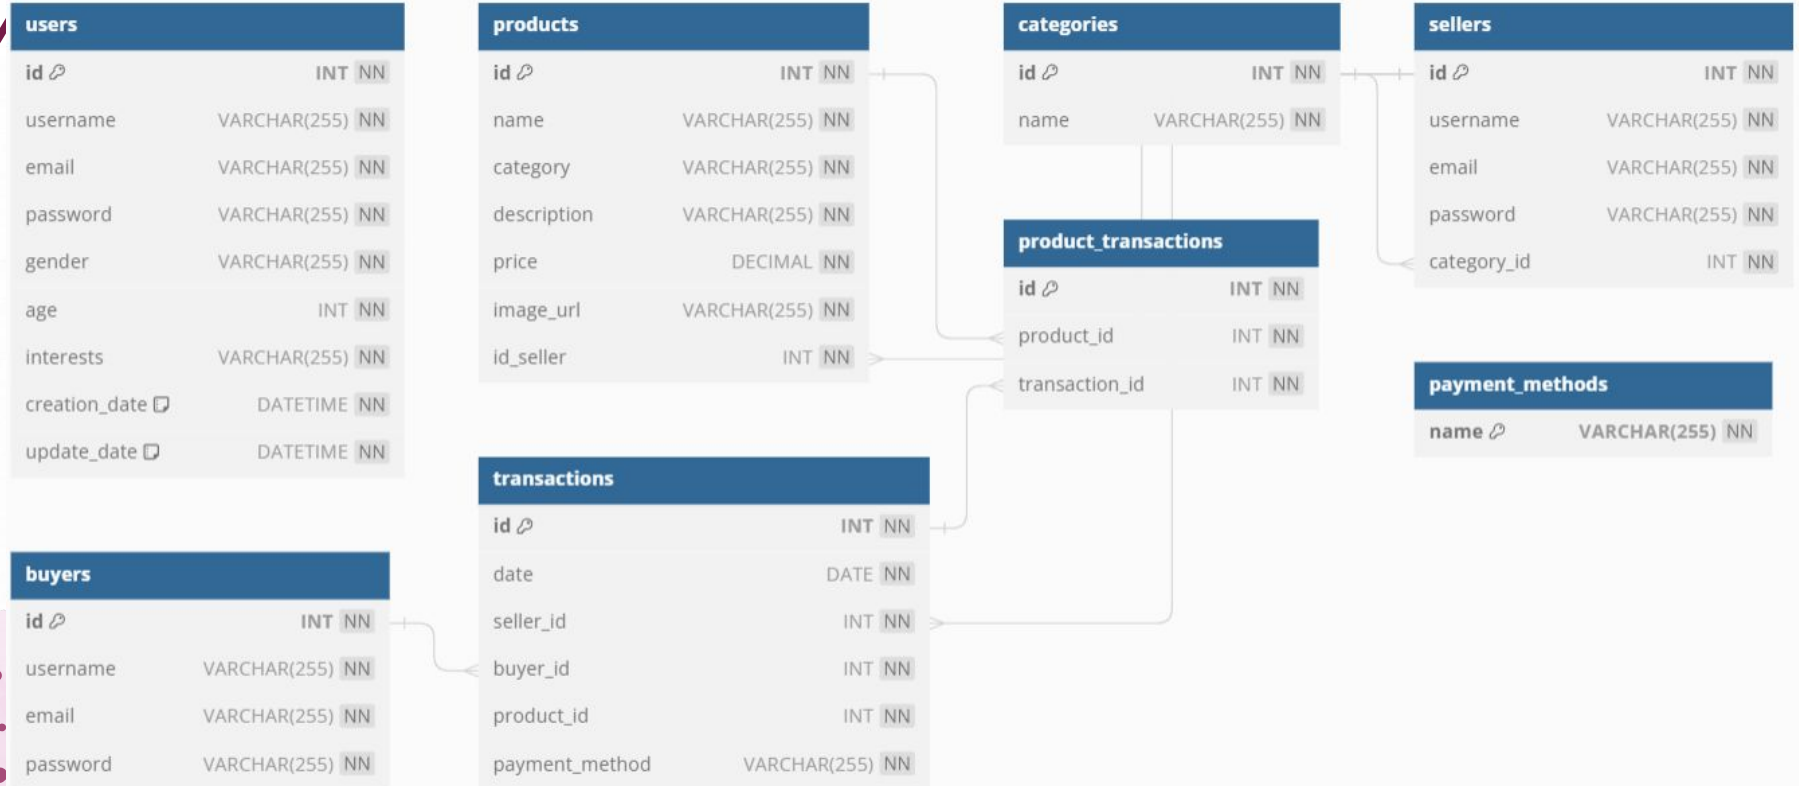 users
id INT NN
username VARCHAR(255) NN
email VARCHAR(255) NN
password VARCHAR(255) NN
gender VARCHAR(255) NN
age INT NN
interests VARCHAR(255) NN
creation_date DATETIME NN
update_date DATETIME NN
buyers
id INT NN
username VARCHAR(255) NN
email VARCHAR(255) NN
password VARCHAR(255) NN
products
id INT NN
name VARCHAR(255) NN
category VARCHAR(255) NN
description VARCHAR(255) NN
price DECIMAL NN
image_url VARCHAR(255) NN
id_seller INT NN
transactions
id INT NN
date DATE NN
seller_id INT NN
buyer_id INT NN
product_id INT NN
payment_method VARCHAR(255) NN
categories
id INT NN
name VARCHAR(255) NN
product_transactions
id INT NN
product_id INT NN
transaction_id INT NN
sellers
id INT NN
username VARCHAR(255) NN
email VARCHAR(255) NN
password VARCHAR(255) NN
category_id INT NN
payment_methods
name VARCHAR(255) NN